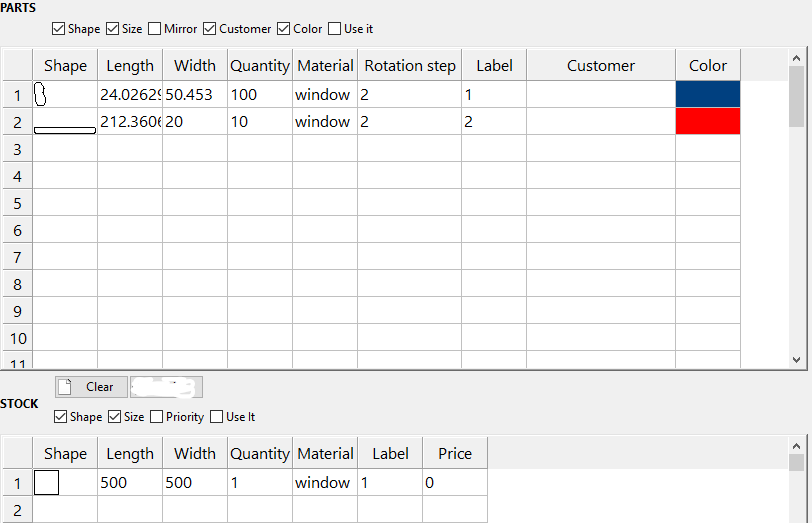 PARTS
Shape Size Mirror Customer Color Use it
Shape Length Width Quantity Material Rotation step Label Customer Color
1 24.02629 50.453 100 window 2 1
2 212.3606 20 10 window 2 2
3
4
5
6
7
8
9
10
11
Clear
STOCK
Shape Size Priority Use It
Shape Length Width Quantity Material Label Price
1 500 500 1 window 1 0
2